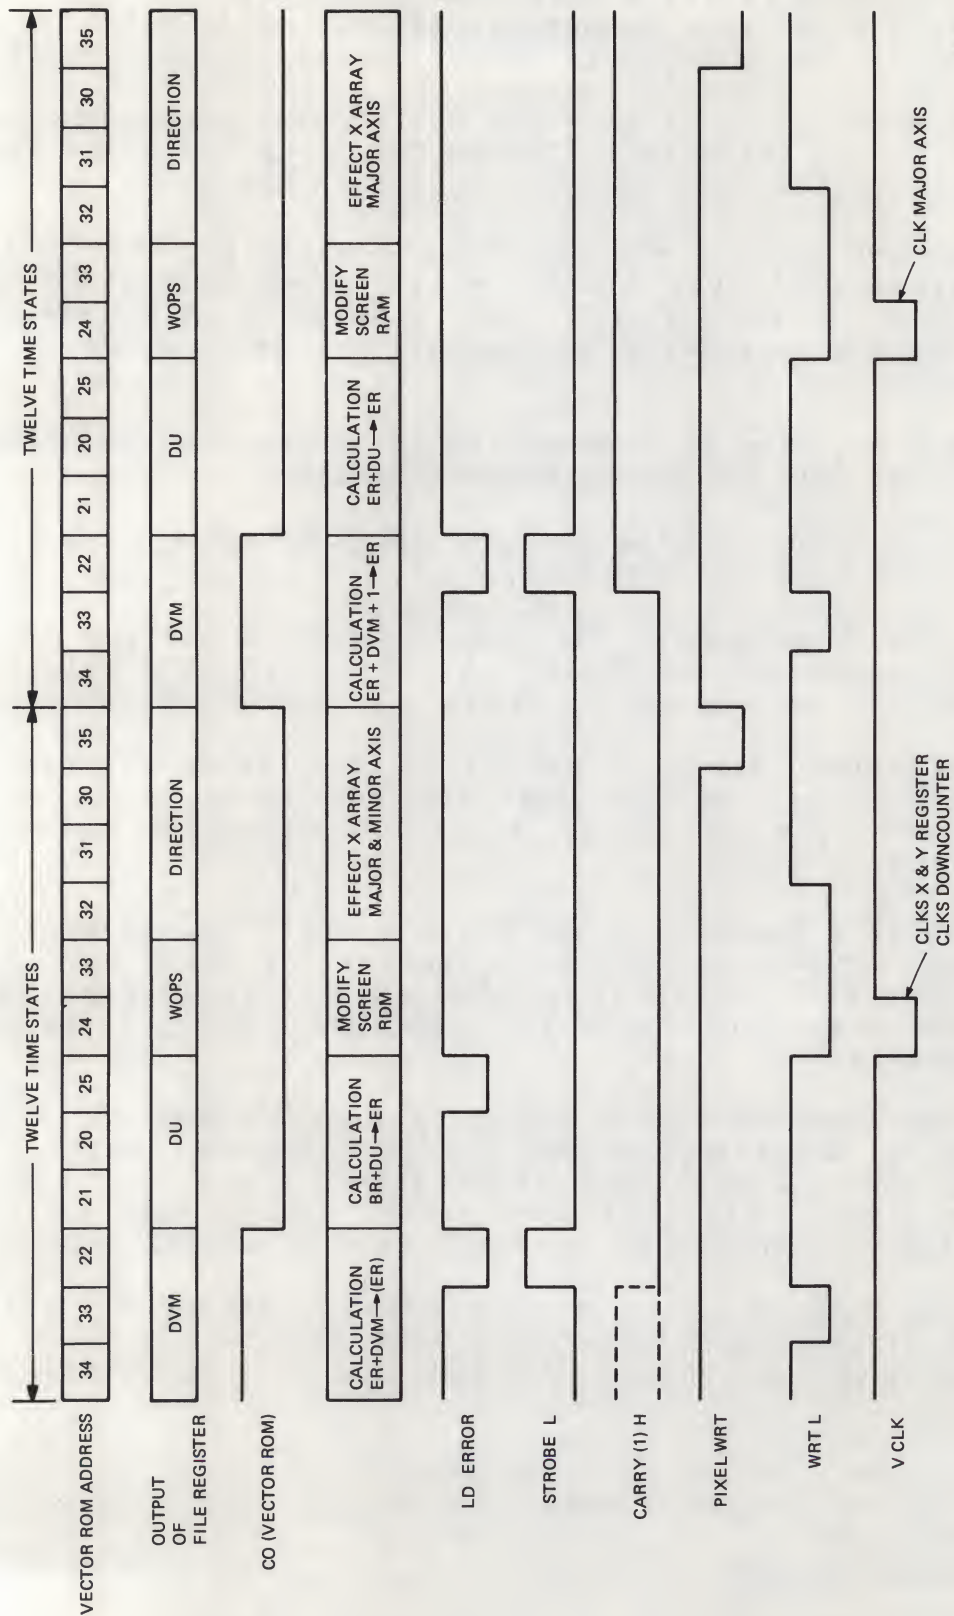 TWELVE TIME STATES
TWELVE TIME STATES
VECTOR ROM ADDRESS
34 33 22 21 20 25 24 33 32 31 30 35 34 33 22 21 20 25 24 33 32 31 30 35
OUTPUT
OF
FILE REGISTER
DVM DU WOPS DIRECTION DVM DU WOPS DIRECTION
CO (VECTOR ROM)
CALCULATION
ER+DVM→(ER)
CALCULATION
BR+DU→ER
MODIFY
SCREEN
RDM
EFFECT X ARRAY
MAJOR & MINOR AXIS
CALCULATION
ER + DVM + 1→ER
CALCULATION
ER+DU→ER
MODIFY
SCREEN
RAM
EFFECT X ARRAY
MAJOR AXIS
LD ERROR
STROBE L
CARRY (1) H
PIXEL WRT
WRT L
V CLK
CLKS X & Y REGISTER
CLKS DOWNCOUNTER
CLK MAJOR AXIS